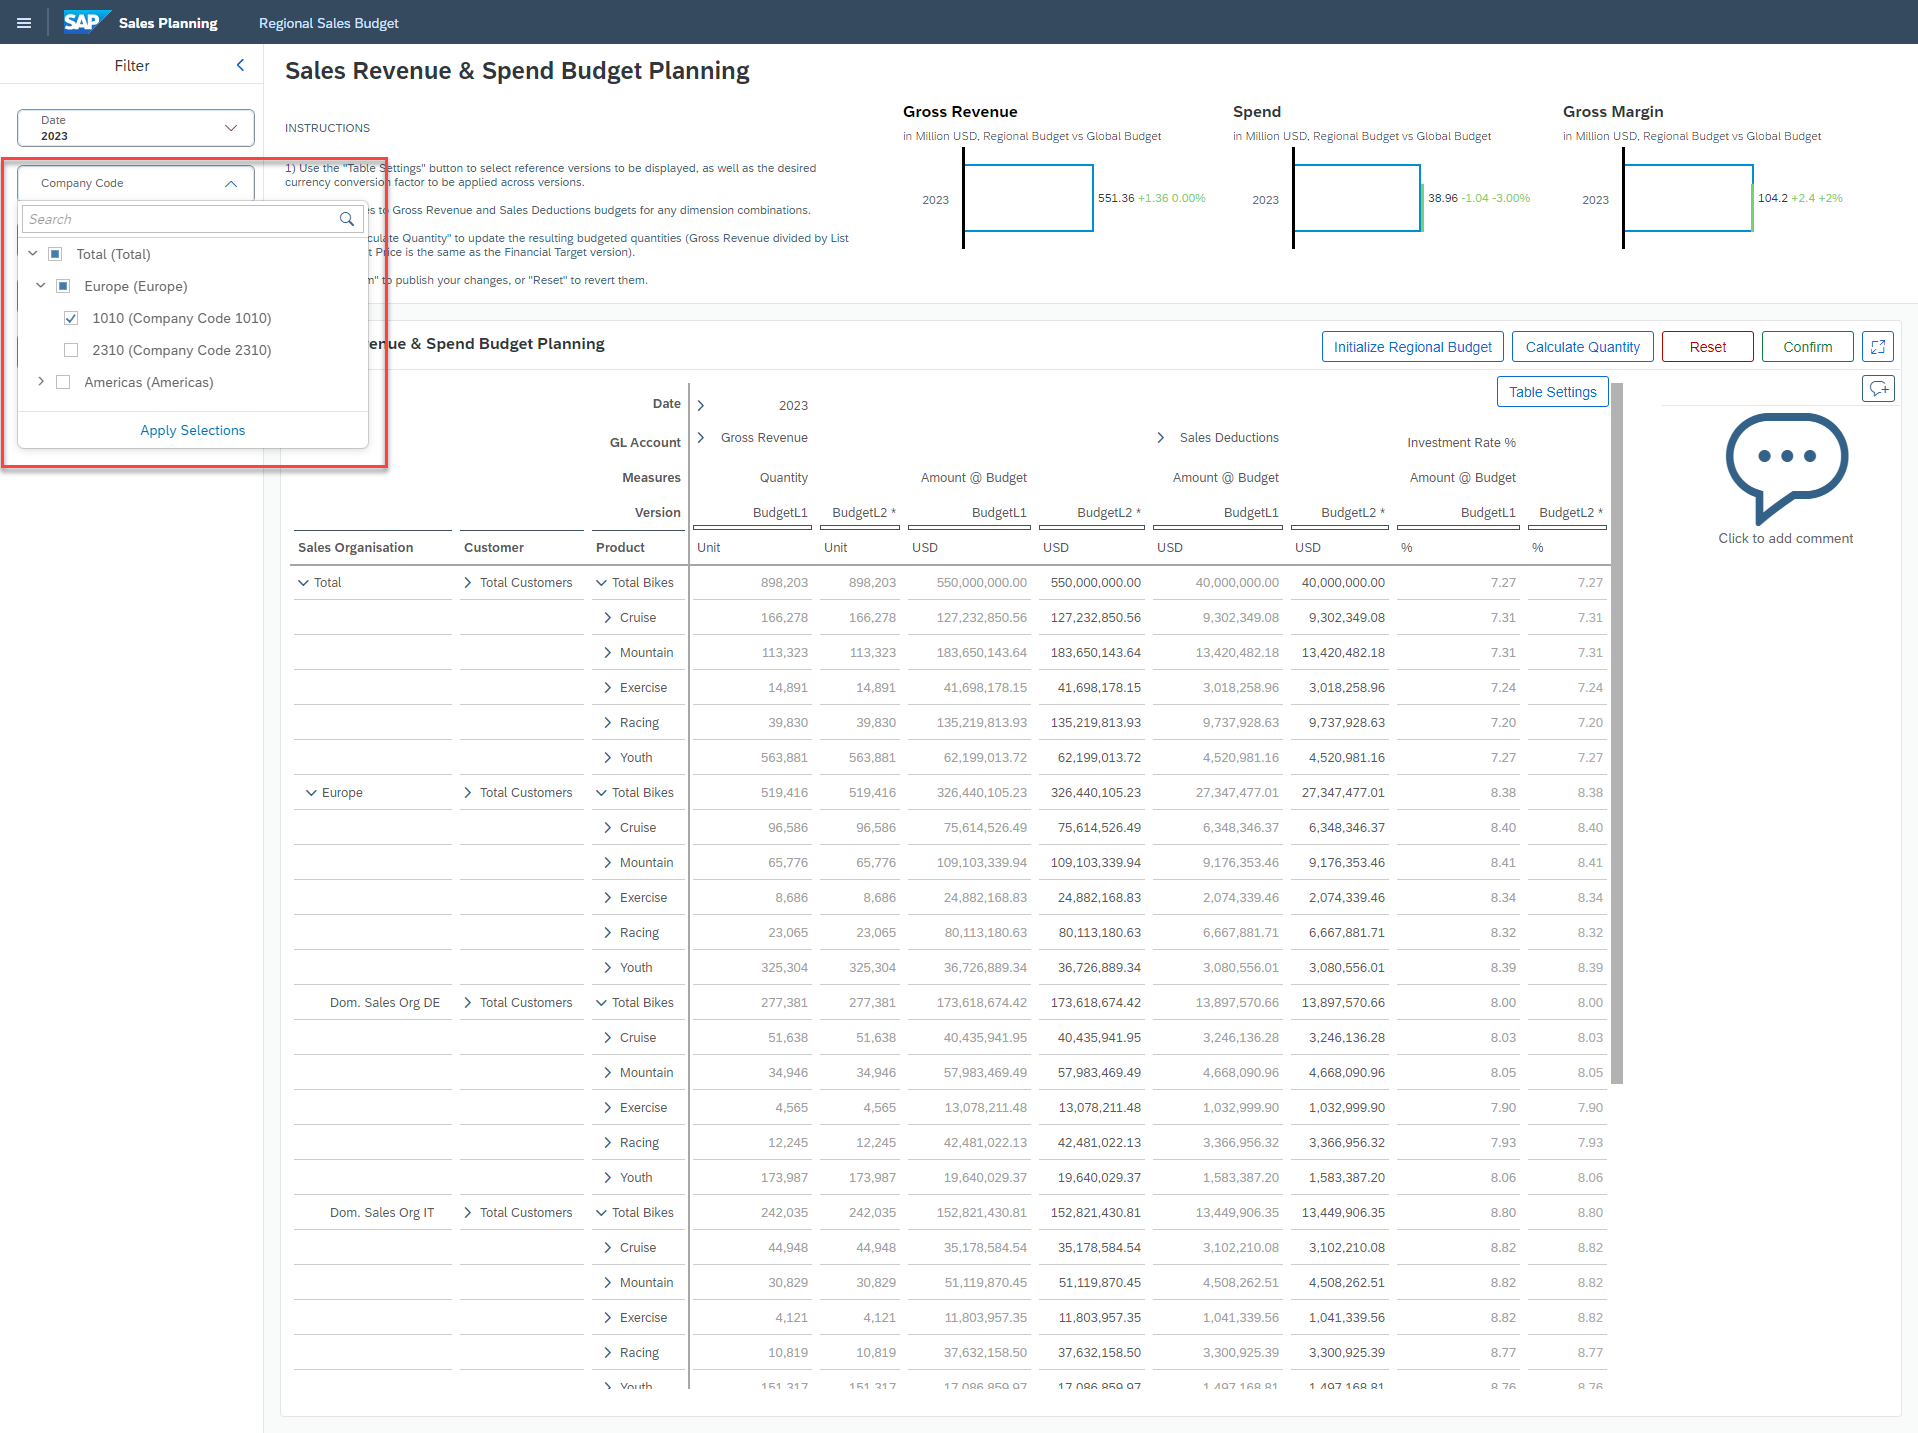 SAP Sales Planning Regional Sales Budget
Filter
Date
2023
Company Code
Search
Total (Total)
Europe (Europe)
1010 (Company Code 1010)
2310 (Company Code 2310)
Americas (Americas)
Apply Selections
Sales Revenue & Spend Budget Planning
INSTRUCTIONS
1) Use the "Table Settings" button to select reference versions to be displayed, as well as the desired
currency conversion factor to be applied across versions.
to Gross Revenue and Sales Deductions budgets for any dimension combinations.
Quantity" to update the resulting budgeted quantities (Gross Revenue divided by List
Price is the same as the Financial Target version).
to publish your changes, or "Reset" to revert them.
Gross Revenue
in Million USD, Regional Budget vs Global Budget
2023 551.36 +1.36 0.00%
Spend
in Million USD, Regional Budget vs Global Budget
2023 38.96 -1.04 -3.00%
Gross Margin
in Million USD, Regional Budget vs Global Budget
2023 104.2 +2.4 +2%
& Spend Budget Planning
Initialize Regional Budget Calculate Quantity Reset Confirm
Table Settings
Click to add comment
Date 2023
GL Account Gross Revenue Sales Deductions Investment Rate %
Measures Quantity Amount @ Budget Amount @ Budget Amount @ Budget
Version BudgetL1 BudgetL2 * BudgetL1 BudgetL2 * BudgetL1 BudgetL2 * BudgetL1 BudgetL2 *
Sales Organisation Customer Product Unit Unit USD USD USD USD % %
Total Total Customers Total Bikes 898,203 898,203 550,000,000.00 550,000,000.00 40,000,000.00 40,000,000.00 7.27 7.27
Cruise 166,278 166,278 127,232,850.56 127,232,850.56 9,302,349.08 9,302,349.08 7.31 7.31
Mountain 113,323 113,323 183,650,143.64 183,650,143.64 13,420,482.18 13,420,482.18 7.31 7.31
Exercise 14,891 14,891 41,698,178.15 41,698,178.15 3,018,258.96 3,018,258.96 7.24 7.24
Racing 39,830 39,830 135,219,813.93 135,219,813.93 9,737,928.63 9,737,928.63 7.20 7.20
Youth 563,881 563,881 62,199,013.72 62,199,013.72 4,520,981.16 4,520,981.16 7.27 7.27
Europe Total Customers Total Bikes 519,416 519,416 326,440,105.23 326,440,105.23 27,347,477.01 27,347,477.01 8.38 8.38
Cruise 96,586 96,586 75,614,526.49 75,614,526.49 6,348,346.37 6,348,346.37 8.40 8.40
Mountain 65,776 65,776 109,103,339.94 109,103,339.94 9,176,353.46 9,176,353.46 8.41 8.41
Exercise 8,686 8,686 24,882,168.83 24,882,168.83 2,074,339.46 2,074,339.46 8.34 8.34
Racing 23,065 23,065 80,113,180.63 80,113,180.63 6,667,881.71 6,667,881.71 8.32 8.32
Youth 325,304 325,304 36,726,889.34 36,726,889.34 3,080,556.01 3,080,556.01 8.39 8.39
Dom. Sales Org DE Total Customers Total Bikes 277,381 277,381 173,618,674.42 173,618,674.42 13,897,570.66 13,897,570.66 8.00 8.00
Cruise 51,638 51,638 40,435,941.95 40,435,941.95 3,246,136.28 3,246,136.28 8.03 8.03
Mountain 34,946 34,946 57,983,469.49 57,983,469.49 4,668,090.96 4,668,090.96 8.05 8.05
Exercise 4,565 4,565 13,078,211.48 13,078,211.48 1,032,999.90 1,032,999.90 7.90 7.90
Racing 12,245 12,245 42,481,022.13 42,481,022.13 3,366,956.32 3,366,956.32 7.93 7.93
Youth 173,987 173,987 19,640,029.37 19,640,029.37 1,583,387.20 1,583,387.20 8.06 8.06
Dom. Sales Org IT Total Customers Total Bikes 242,035 242,035 152,821,430.81 152,821,430.81 13,449,906.35 13,449,906.35 8.80 8.80
Cruise 44,948 44,948 35,178,584.54 35,178,584.54 3,102,210.08 3,102,210.08 8.82 8.82
Mountain 30,829 30,829 51,119,870.45 51,119,870.45 4,508,262.51 4,508,262.51 8.82 8.82
Exercise 4,121 4,121 11,803,957.35 11,803,957.35 1,041,339.56 1,041,339.56 8.82 8.82
Racing 10,819 10,819 37,632,158.50 37,632,158.50 3,300,925.39 3,300,925.39 8.77 8.77
Youth 151,317 151,317 17,086,859.97 17,086,859.97 1,497,168.81 1,497,168.81 8.76 8.76